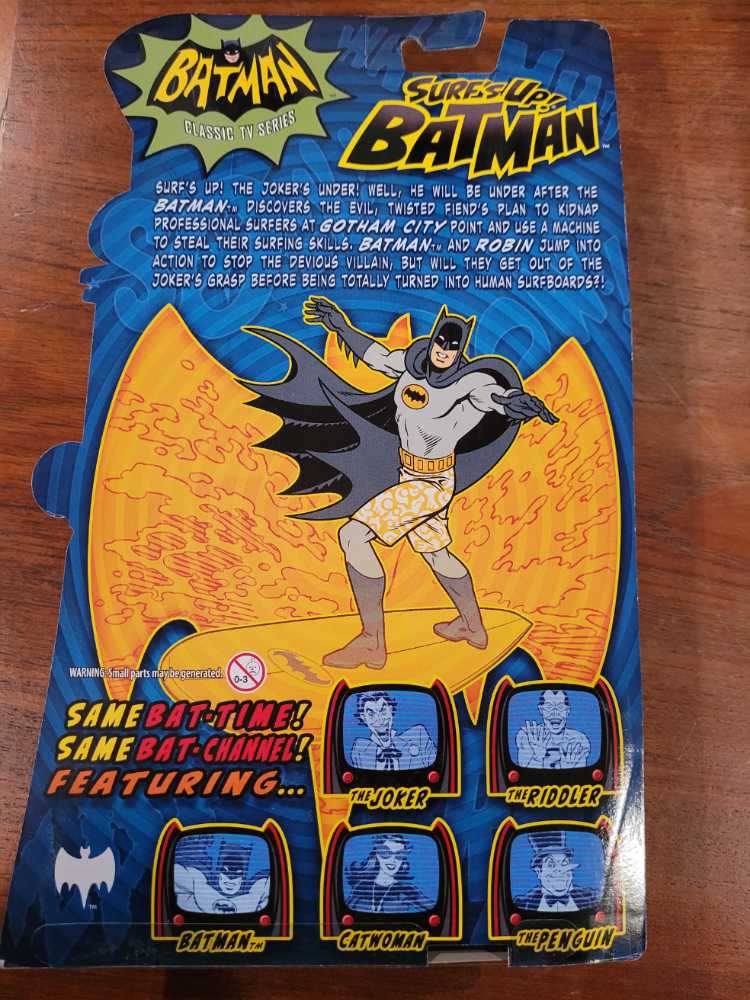 BATMAN
CLASSIC TV SERIES
SURF'S UP!
BATMAN™
SURF'S UP! THE JOKER'S UNDER! WELL, HE WILL BE UNDER AFTER THE
BATMAN™ DISCOVERS THE EVIL, TWISTED FIEND'S PLAN TO KIDNAP
PROFESSIONAL SURFERS AT GOTHAM CITY POINT AND USE A MACHINE
TO STEAL THEIR SURFING SKILLS. BATMAN™ AND ROBIN JUMP INTO
ACTION TO STOP THE DEVIOUS VILLAIN, BUT WILL THEY GET OUT OF THE
JOKER'S GRASP BEFORE BEING TOTALLY TURNED INTO HUMAN SURFBOARDS?!
WARNING: Small parts may be generated.
0-3
SAME BAT-TIME!
SAME BAT-CHANNEL!
FEATURING...
THE JOKER
THE RIDDLER
™
BATMAN™
CATWOMAN
THE PENGUIN